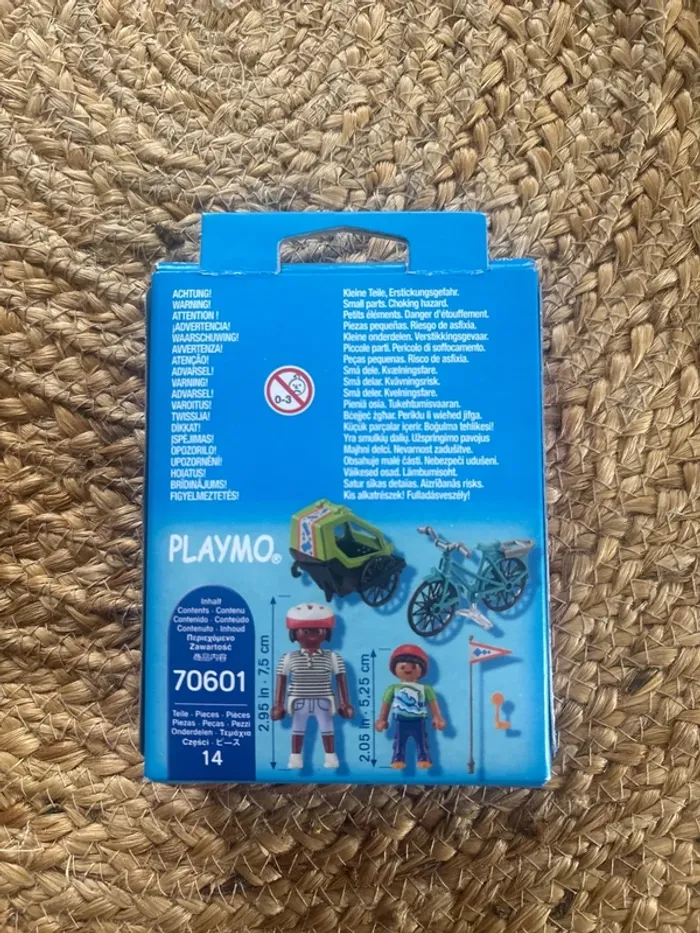 ACHTUNG! Kleine Teile, Erstickungsgefahr.
WARNING! Small parts. Choking hazard.
ATTENTION ! Petits éléments. Danger d'étouffement.
¡ADVERTENCIA! Piezas pequeñas. Riesgo de asfixia.
WAARSCHUWING! Kleine onderdelen. Verstikkingsgevaar.
AVVERTENZA! Piccole parti. Pericolo di soffocamento.
ATENÇÃO! Peças pequenas. Risco de asfixia.
ADVARSEL! Små dele. Kvælningsfare.
VARNING! Små delar. Kvävningsrisk.
ADVARSEL! Små deler. Kvelningsfare.
VAROITUS! Pieniä osia. Tukehtumisvaaran.
TWISSIJA! Bċejjeċ żgħar. Periklu li wieħed jifga.
DİKKAT! Küçük parçalar içerir. Boğulma tehlikesi!
ĮSPĖJIMAS! Yra smulkių dalių. Užspringimo pavojus
OPOZORILO! Majhni delci. Nevarnost zadušitve.
UPOZORNĚNÍ! Obsahuje malé části. Nebezpečí udušení.
HOIATUS! Väikesed osad. Lämbumisoht.
BRĪDINĀJUMS! Satur sīkas detaļas. Aizrīšanās risks.
FIGYELMEZTETÉS! Kis alkatrészek! Fulladásveszély!
0-3
PLAYMO®
Inhalt
Contents · Contenu
Contenido · Conteúdo
Contenuto · Inhoud
Περιεχόμενο
Zawartość
商品内容
70601
Teile · Pieces · Pièces
Piezas · Peças · Pezzi
Onderdelen · Τεμάχια
Części · ピース
14
2.95 in · 7,5 cm
2.05 in · 5,25 cm